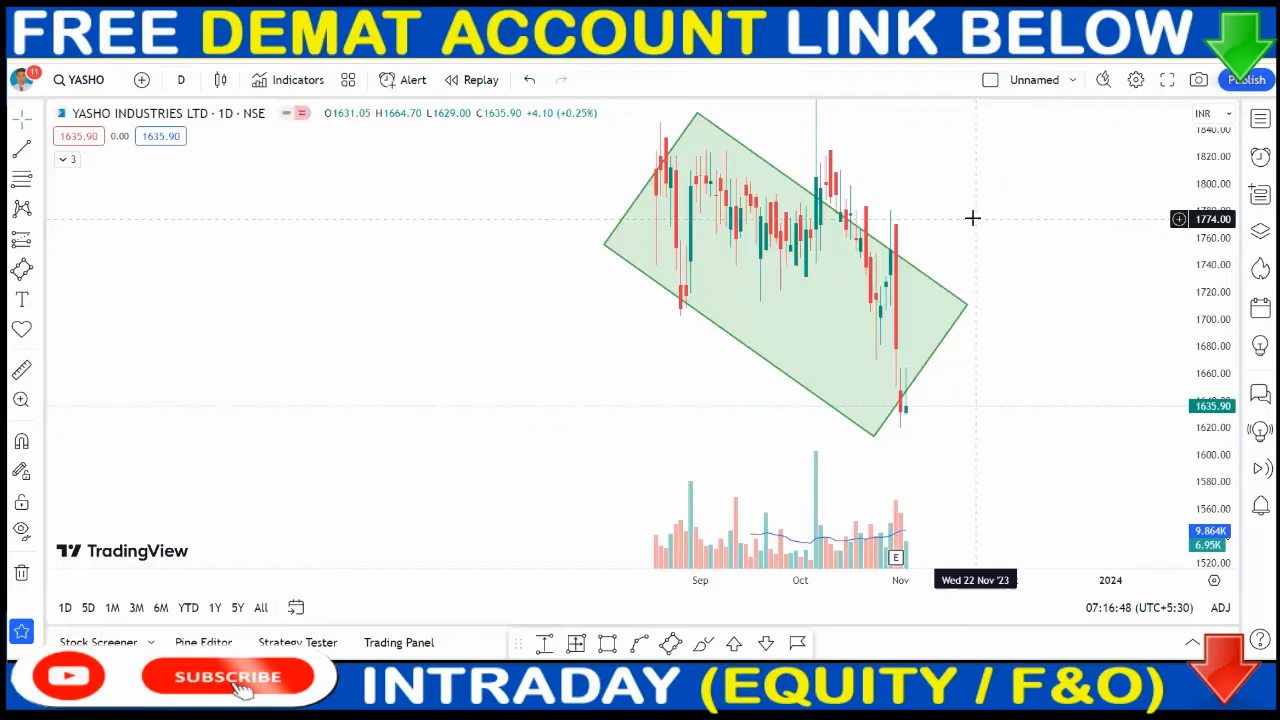 FREE DEMAT ACCOUNT LINK BELOW
11
YASHO
D
Indicators
Alert
Replay
Unnamed
Publish
YASHO INDUSTRIES LTD · 1D · NSE
O1631.05 H1664.70 L1629.00 C1635.90 +4.10 (+0.25%)
INR
1635.90 0.00 1635.90
3
1840.00
1820.00
1800.00
1774.00
1760.00
1740.00
1720.00
1700.00
1680.00
1660.00
1635.90
1620.00
1600.00
1580.00
1560.00
9.864K
6.95K
1520.00
E
TradingView
Sep
Oct
Nov
Wed 22 Nov '23
2024
1D 5D 1M 3M 6M YTD 1Y 5Y All
07:16:48 (UTC+5:30) ADJ
Stock Screener
Pine Editor
Strategy Tester
Trading Panel
SUBSCRIBE
INTRADAY (EQUITY / F&O)